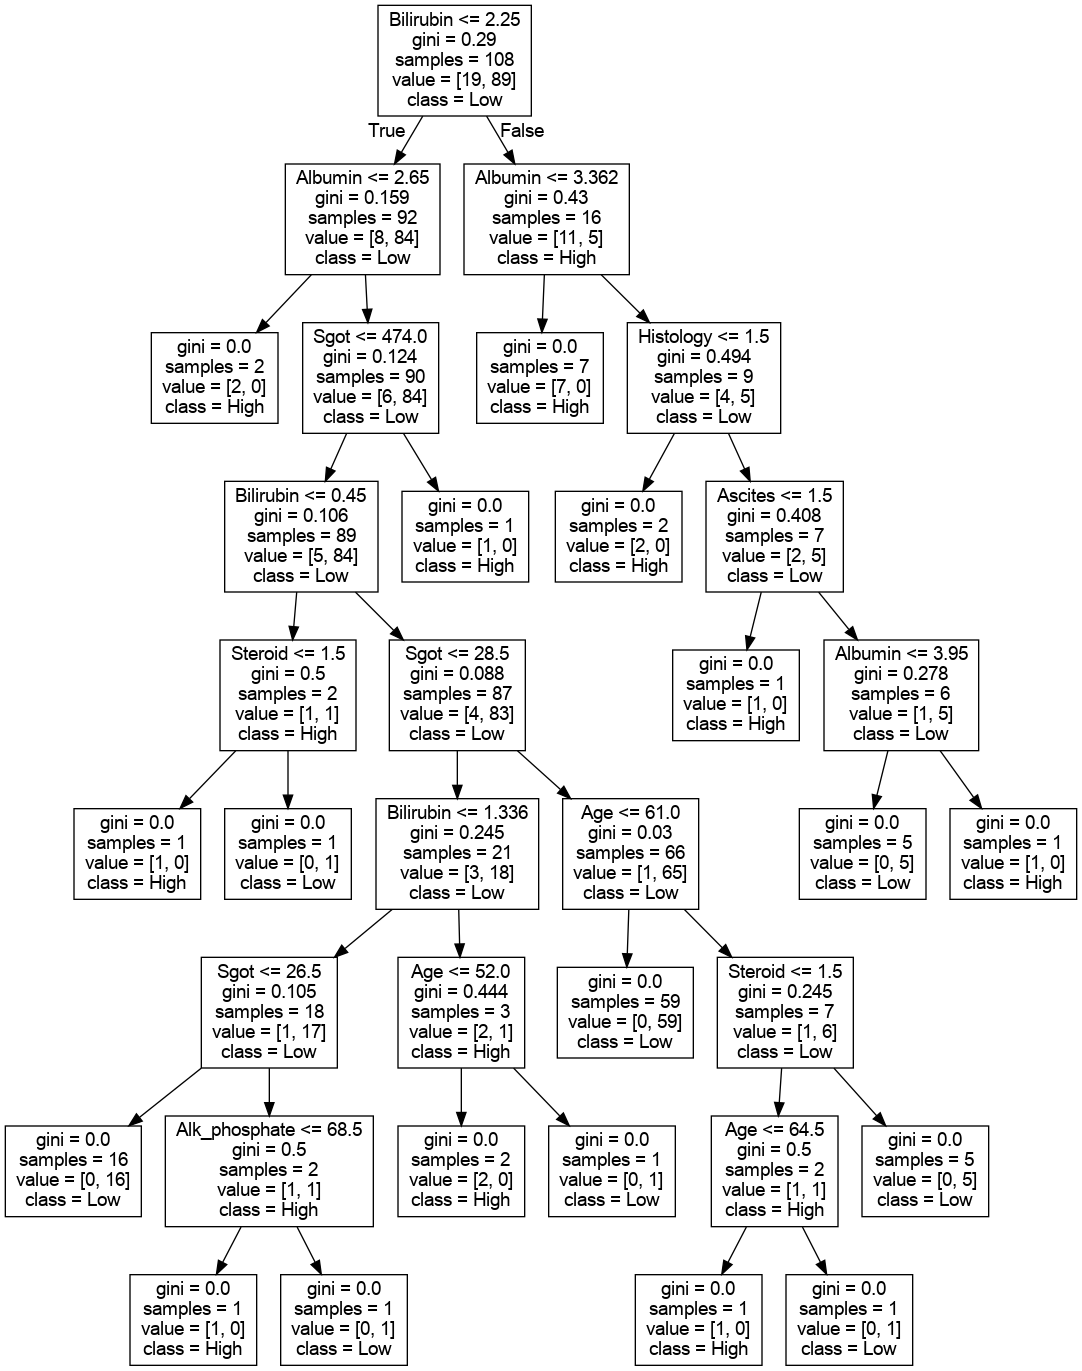 Bilirubin <= 2.25
gini = 0.29
samples = 108
value = [19, 89]
class = Low
True
False
Albumin <= 2.65
gini = 0.159
samples = 92
value = [8, 84]
class = Low
Albumin <= 3.362
gini = 0.43
samples = 16
value = [11, 5]
class = High
gini = 0.0
samples = 2
value = [2, 0]
class = High
Sgot <= 474.0
gini = 0.124
samples = 90
value = [6, 84]
class = Low
gini = 0.0
samples = 7
value = [7, 0]
class = High
Histology <= 1.5
gini = 0.494
samples = 9
value = [4, 5]
class = Low
Bilirubin <= 0.45
gini = 0.106
samples = 89
value = [5, 84]
class = Low
gini = 0.0
samples = 1
value = [1, 0]
class = High
gini = 0.0
samples = 2
value = [2, 0]
class = High
Ascites <= 1.5
gini = 0.408
samples = 7
value = [2, 5]
class = Low
Steroid <= 1.5
gini = 0.5
samples = 2
value = [1, 1]
class = High
Sgot <= 28.5
gini = 0.088
samples = 87
value = [4, 83]
class = Low
gini = 0.0
samples = 1
value = [1, 0]
class = High
Albumin <= 3.95
gini = 0.278
samples = 6
value = [1, 5]
class = Low
gini = 0.0
samples = 1
value = [1, 0]
class = High
gini = 0.0
samples = 1
value = [0, 1]
class = Low
Bilirubin <= 1.336
gini = 0.245
samples = 21
value = [3, 18]
class = Low
Age <= 61.0
gini = 0.03
samples = 66
value = [1, 65]
class = Low
gini = 0.0
samples = 5
value = [0, 5]
class = Low
gini = 0.0
samples = 1
value = [1, 0]
class = High
Sgot <= 26.5
gini = 0.105
samples = 18
value = [1, 17]
class = Low
Age <= 52.0
gini = 0.444
samples = 3
value = [2, 1]
class = High
gini = 0.0
samples = 59
value = [0, 59]
class = Low
Steroid <= 1.5
gini = 0.245
samples = 7
value = [1, 6]
class = Low
gini = 0.0
samples = 16
value = [0, 16]
class = Low
Alk_phosphate <= 68.5
gini = 0.5
samples = 2
value = [1, 1]
class = High
gini = 0.0
samples = 2
value = [2, 0]
class = High
gini = 0.0
samples = 1
value = [0, 1]
class = Low
Age <= 64.5
gini = 0.5
samples = 2
value = [1, 1]
class = High
gini = 0.0
samples = 5
value = [0, 5]
class = Low
gini = 0.0
samples = 1
value = [1, 0]
class = High
gini = 0.0
samples = 1
value = [0, 1]
class = Low
gini = 0.0
samples = 1
value = [1, 0]
class = High
gini = 0.0
samples = 1
value = [0, 1]
class = Low